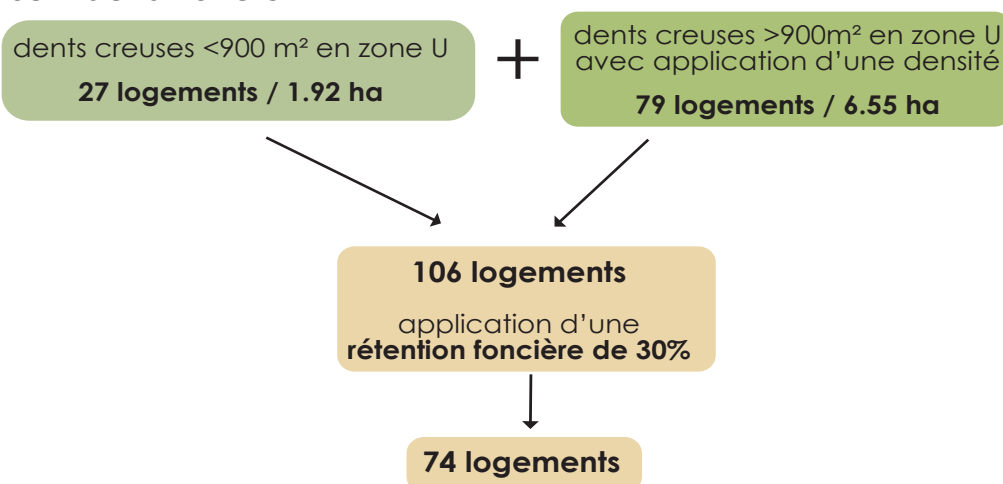 dents creuses <900 m² en zone U
27 logements / 1.92 ha
+
dents creuses >900m² en zone U
avec application d’une densité
79 logements / 6.55 ha
106 logements
application d’une
rétention foncière de 30%
74 logements